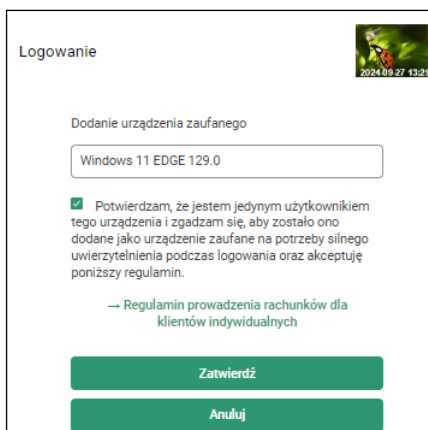 Logowanie
2024-09-27 13:29
Dodanie urządzenia zaufanego
Windows 11 EDGE 129.0
Potwierdzam, że jestem jedynym użytkownikiem
tego urządzenia i zgadzam się, aby zostało ono
dodane jako urządzenie zaufane na potrzeby silnego
uwierzytelnienia podczas logowania oraz akceptuję
poniższy regulamin.
→ Regulamin prowadzenia rachunków dla
klientów indywidualnych
Zatwierdź
Anuluj